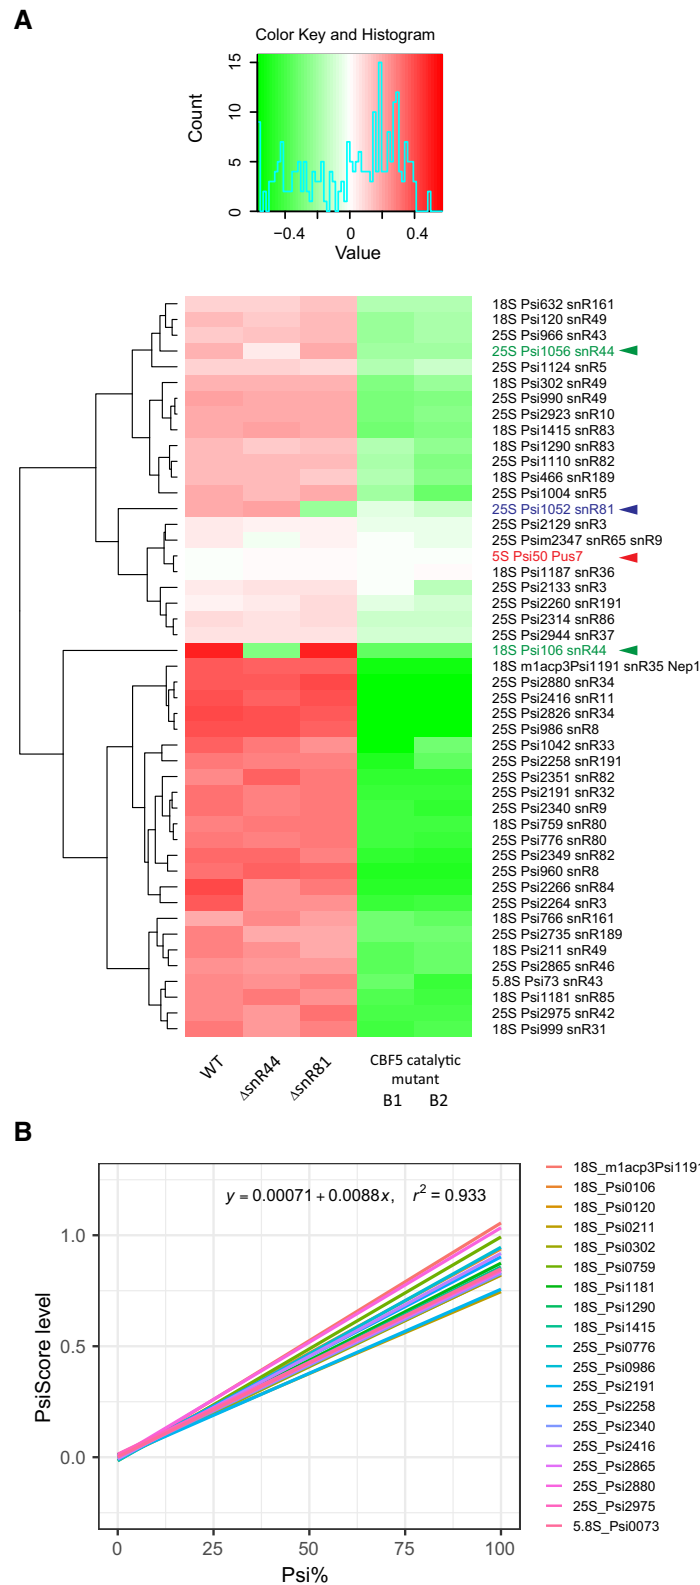 A
Color Key and Histogram
Count
15
10
5
0
−0.4
0
0.4
Value
18S Psi632 snR161
18S Psi120 snR49
25S Psi966 snR43
25S Psi1056 snR44
25S Psi1124 snR5
18S Psi302 snR49
25S Psi990 snR49
25S Psi2923 snR10
18S Psi1415 snR83
18S Psi1290 snR83
25S Psi1110 snR82
18S Psi466 snR189
25S Psi1004 snR5
25S Psi1052 snR81
25S Psi2129 snR3
25S Psim2347 snR65 snR9
5S Psi50 Pus7
18S Psi1187 snR36
25S Psi2133 snR3
25S Psi2260 snR191
25S Psi2314 snR86
25S Psi2944 snR37
18S Psi106 snR44
18S m1acp3Psi1191 snR35 Nep1
25S Psi2880 snR34
25S Psi2416 snR11
25S Psi2826 snR34
25S Psi986 snR8
25S Psi1042 snR33
25S Psi2258 snR191
25S Psi2351 snR82
25S Psi2191 snR32
25S Psi2340 snR9
18S Psi759 snR80
25S Psi776 snR80
25S Psi2349 snR82
25S Psi960 snR8
25S Psi2266 snR84
25S Psi2264 snR3
18S Psi766 snR161
25S Psi2735 snR189
18S Psi211 snR49
25S Psi2865 snR46
5.8S Psi73 snR43
18S Psi1181 snR85
25S Psi2975 snR42
18S Psi999 snR31
WT
ΔsnR44
ΔsnR81
CBF5 catalytic
mutant
B1 B2
B
y = 0.00071 + 0.0088x, r² = 0.933
PsiScore level
1.0
0.5
0.0
0
25
50
75
100
Psi%
18S_m1acp3Psi1191
18S_Psi0106
18S_Psi0120
18S_Psi0211
18S_Psi0302
18S_Psi0759
18S_Psi1181
18S_Psi1290
18S_Psi1415
25S_Psi0776
25S_Psi0986
25S_Psi2191
25S_Psi2258
25S_Psi2340
25S_Psi2416
25S_Psi2865
25S_Psi2880
25S_Psi2975
5.8S_Psi0073